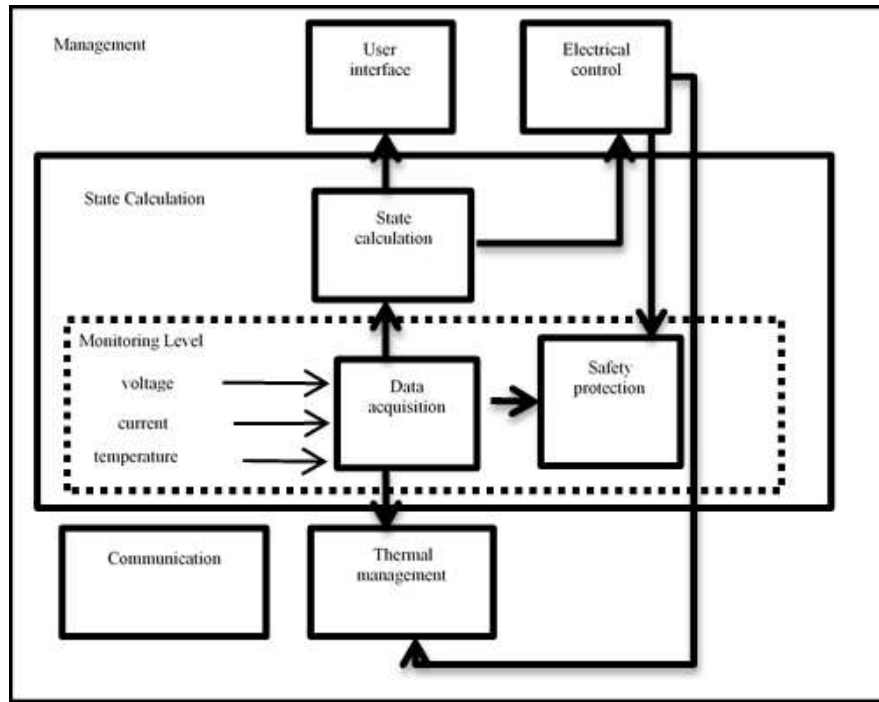 Management
User
interface
Electrical
control
State Calculation
State
calculation
Monitoring Level
voltage
current
temperature
Data
acquisition
Safety
protection
Communication
Thermal
management